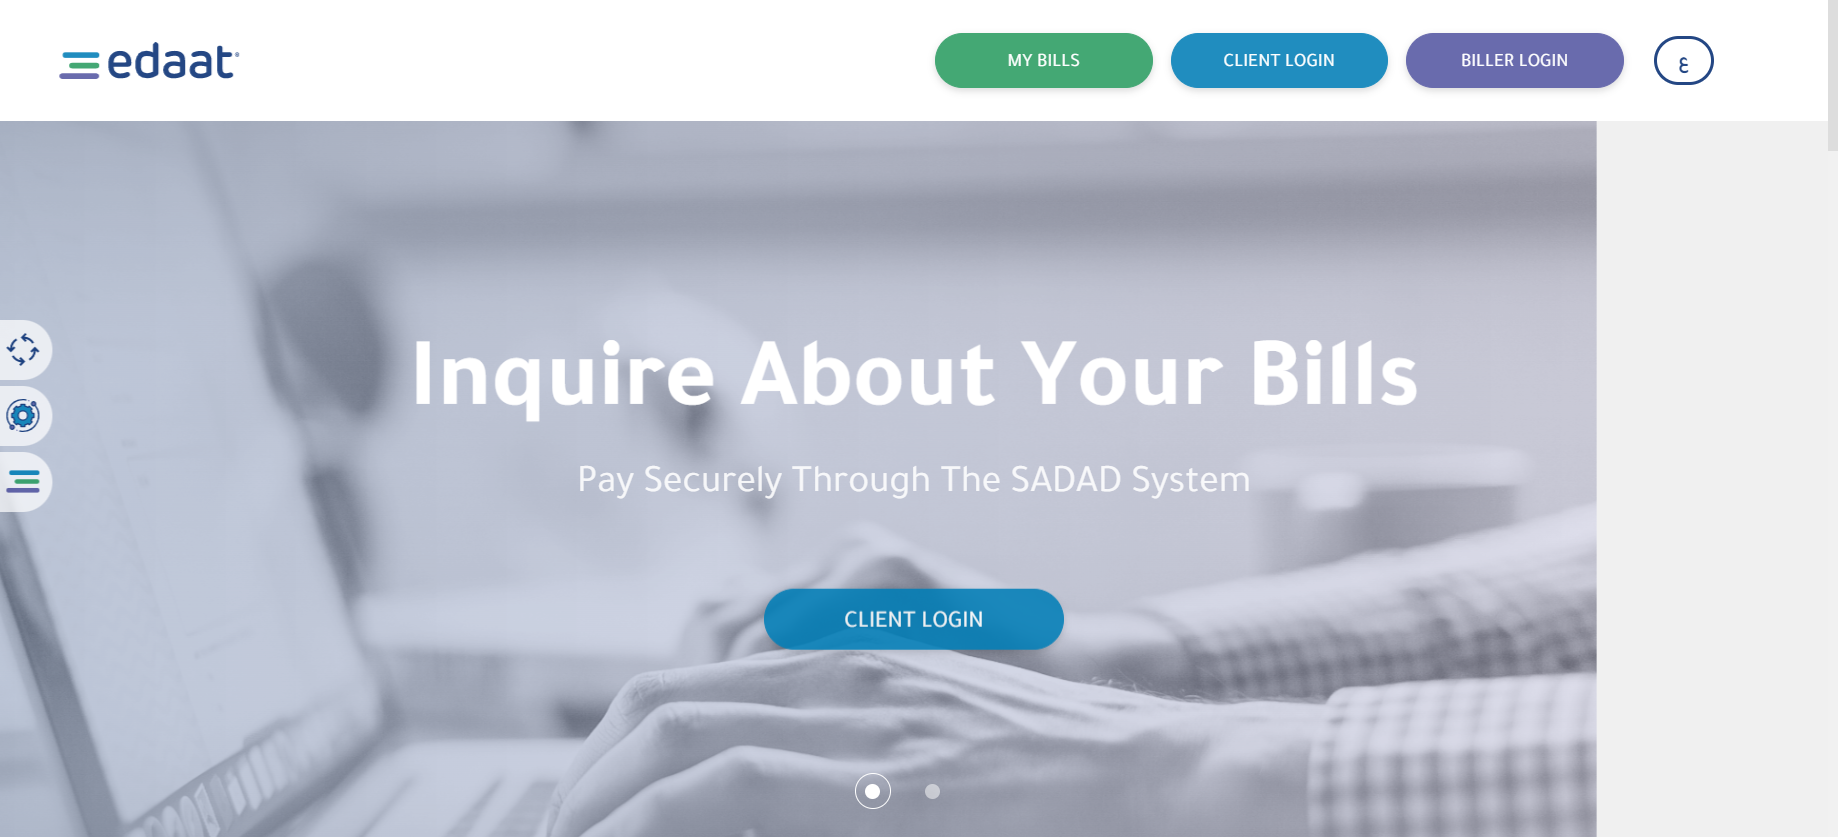 edaat
MY BILLS
CLIENT LOGIN
BILLER LOGIN
ع
Inquire About Your Bills
Pay Securely Through The SADAD System
CLIENT LOGIN